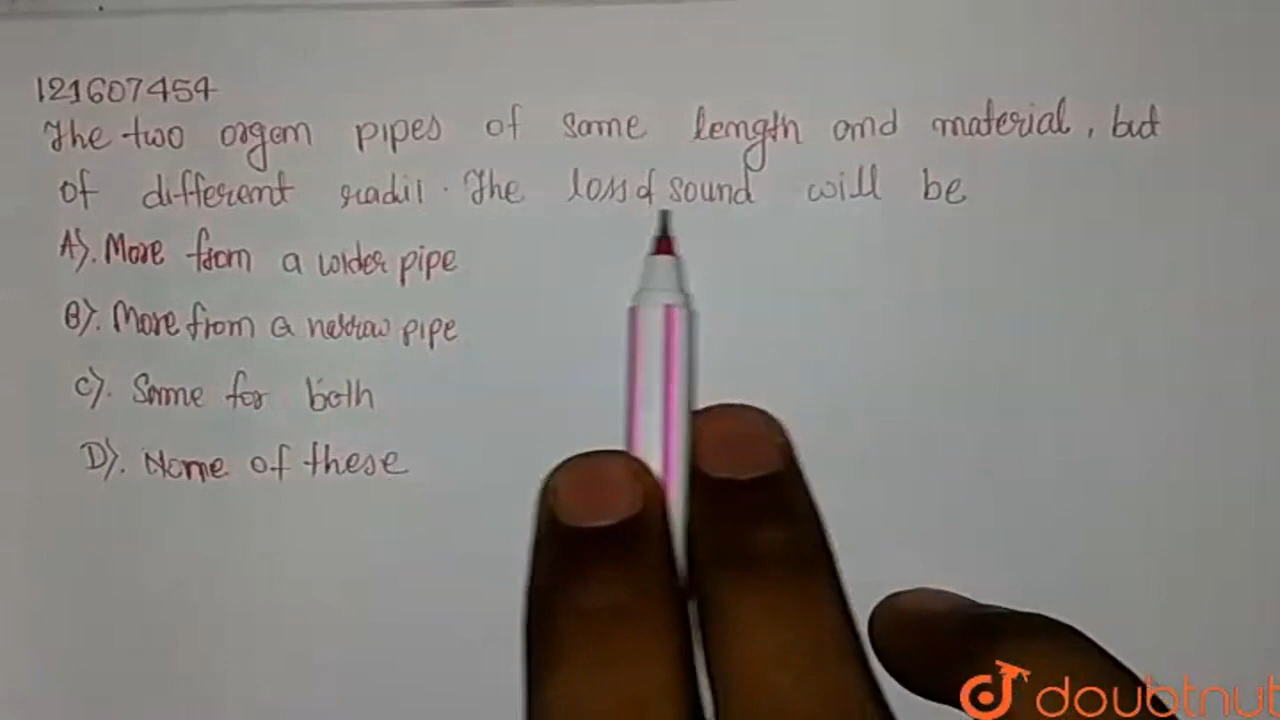 121607454
The two orgem pipes of same length and material, but
of different radii. The loss of sound will be
A). More from a wider pipe
B). More from a narrow pipe
C). Same for both
D). None of these
doubtnut